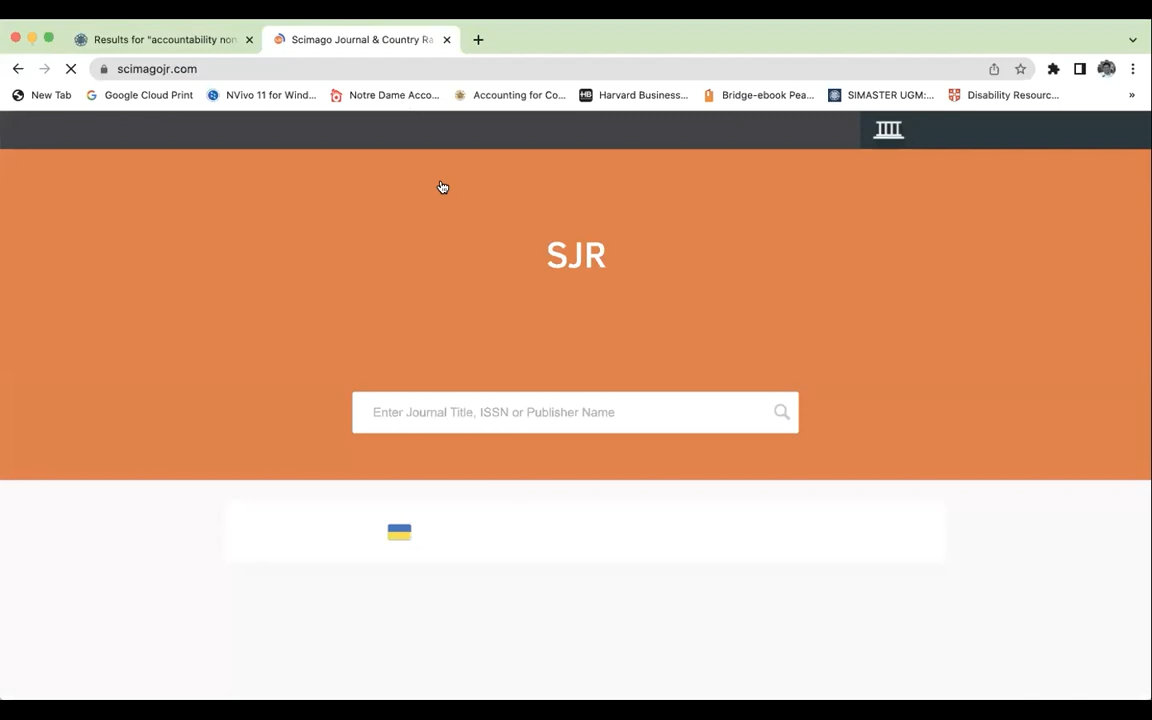 Results for "accountability non
Scimago Journal & Country Ra
scimagojr.com
New Tab
Google Cloud Print
NVivo 11 for Wind...
Notre Dame Acco...
Accounting for Co...
Harvard Business...
Bridge-ebook Pea...
SIMASTER UGM:...
Disability Resourc...
»
SJR
Enter Journal Title, ISSN or Publisher Name